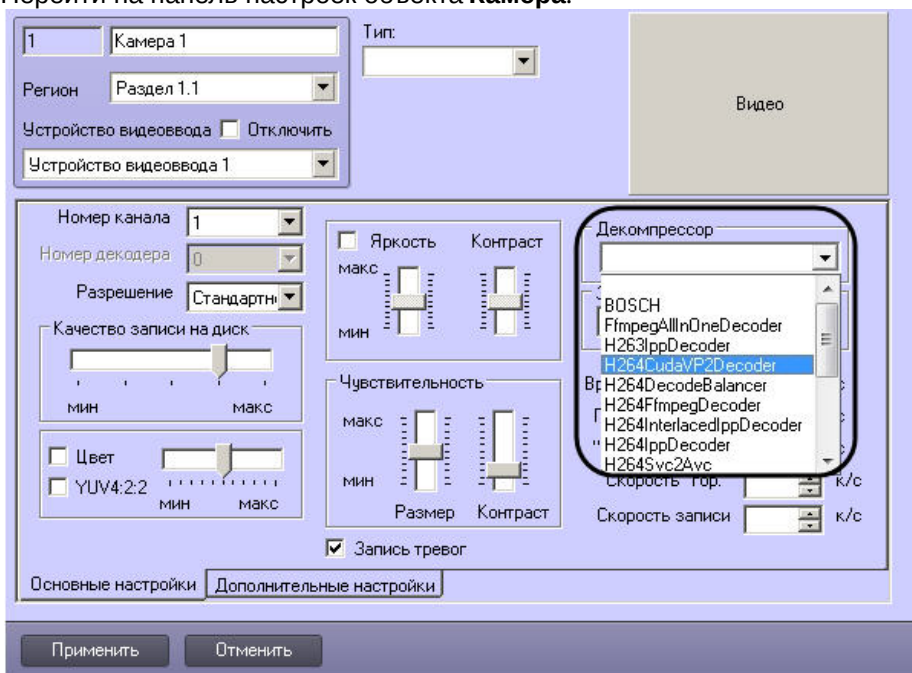 Перейти на панель настроек объекта Камера.
1
Камера 1
Тип:
Регион
Раздел 1.1
Видео
Устройство видеоввода
Отключить
Устройство видеоввода 1
Номер канала
1
Номер декодера
0
Разрешение
Стандартн
Качество записи на диск
мин
макс
Цвет
YUV4:2:2
мин
макс
Яркость
Контраст
макс
мин
Чувствительность
макс
мин
Размер
Контраст
Запись тревог
Декомпрессор
BOSCH
FfmpegAllInOneDecoder
H263IppDecoder
H264CudaVP2Decoder
H264DecodeBalancer
H264FfmpegDecoder
H264InterlacedIppDecoder
H264IppDecoder
H264Svc2Avc
Скорость "гор."
к/с
Скорость записи
к/с
Основные настройки
Дополнительные настройки
Применить
Отменить